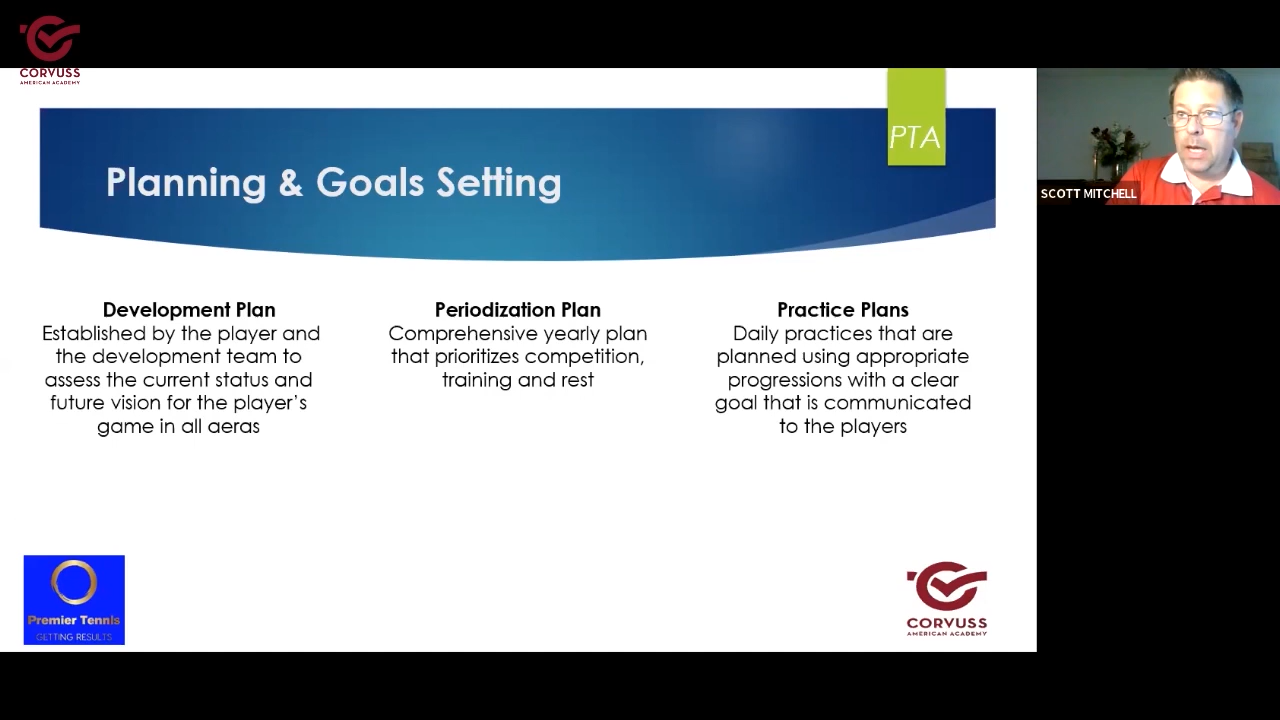 CORVUSS
AMERICAN ACADEMY
PTA
Planning & Goals Setting
SCOTT MITCHELL
Development Plan
Established by the player and
the development team to
assess the current status and
future vision for the player's
game in all aeras
Periodization Plan
Comprehensive yearly plan
that prioritizes competition,
training and rest
Practice Plans
Daily practices that are
planned using appropriate
progressions with a clear
goal that is communicated
to the players
Premier Tennis
GETTING RESULTS
CORVUSS
AMERICAN ACADEMY